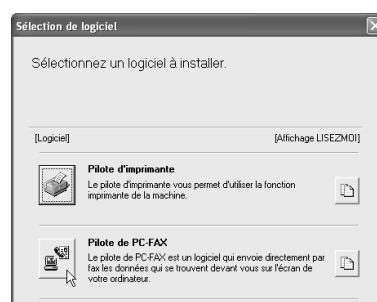 Sélection de logiciel
Sélectionnez un logiciel à installer.
[Logiciel] [Affichage LISEZMOI]
Pilote d'imprimante
Le pilote d'imprimante vous permet d'utiliser la fonction
imprimante de la machine.
Pilote de PC-FAX
Le pilote de PC-FAX est un logiciel qui envoie directement par
fax les données qui se trouvent devant vous sur l'écran de
votre ordinateur.